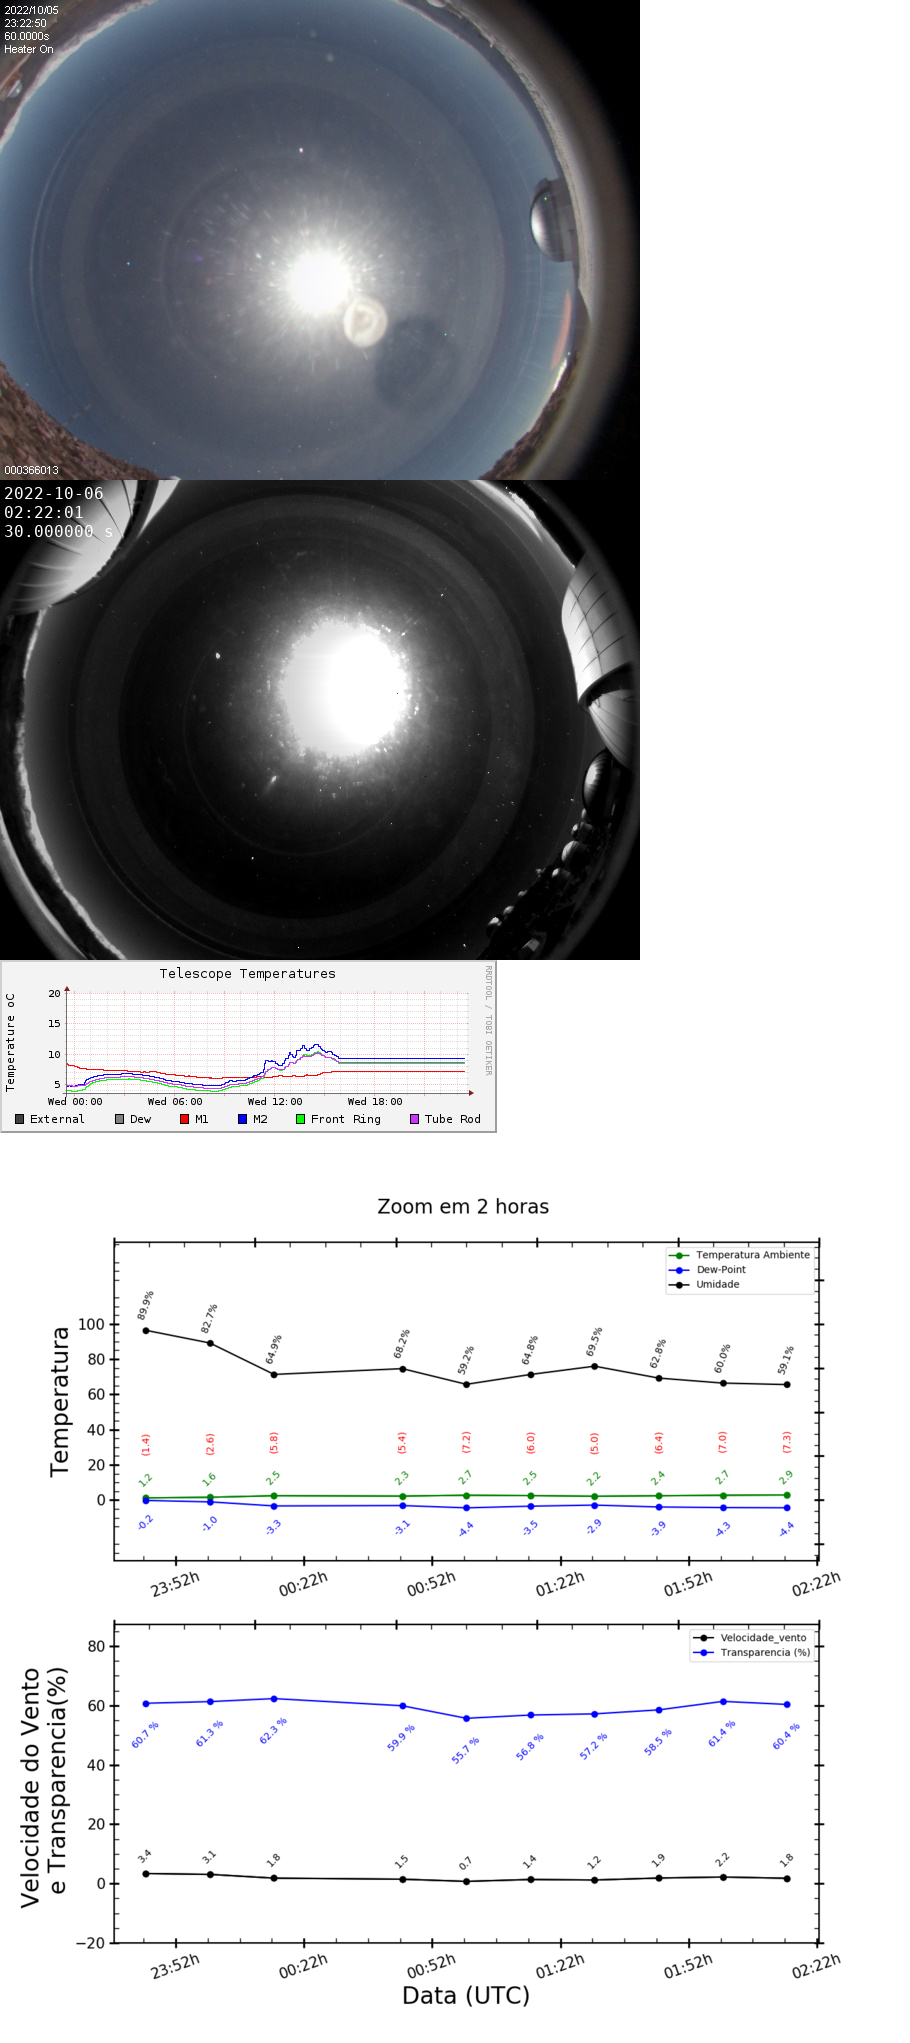 2022/10/05
23:22:50
60.0000s
Heater On
000366013
2022-10-06
02:22:01
30.000000 s
Telescope Temperatures
RRDTOOL / TOBI OETIKER
Temperature oC
20
15
10
5
Wed 00:00 Wed 06:00 Wed 12:00 Wed 18:00
External Dew M1 M2 Front Ring Tube Rod
Zoom em 2 horas
Temperatura Ambiente
Dew-Point
Umidade
Temperatura
100
80
60
40
20
0
89.9% 82.7% 64.9% 68.2% 59.2% 64.8% 69.5% 62.8% 60.0% 59.1%
(1.4) (2.6) (5.8) (5.4) (7.2) (6.0) (5.0) (6.4) (7.0) (7.3)
1.2 1.6 2.5 2.3 2.7 2.5 2.2 2.4 2.7 2.9
-0.2 -1.0 -3.3 -3.1 -4.4 -3.5 -2.9 -3.9 -4.3 -4.4
23:52h 00:22h 00:52h 01:22h 01:52h 02:22h
Velocidade_vento
Transparencia (%)
Velocidade do Vento
e Transparencia(%)
80
60
40
20
0
−20
60.7 % 61.3 % 62.3 % 59.9 % 55.7 % 56.8 % 57.2 % 58.5 % 61.4 % 60.4 %
3.4 3.1 1.8 1.5 0.7 1.4 1.2 1.9 2.2 1.8
23:52h 00:22h 00:52h 01:22h 01:52h 02:22h
Data (UTC)